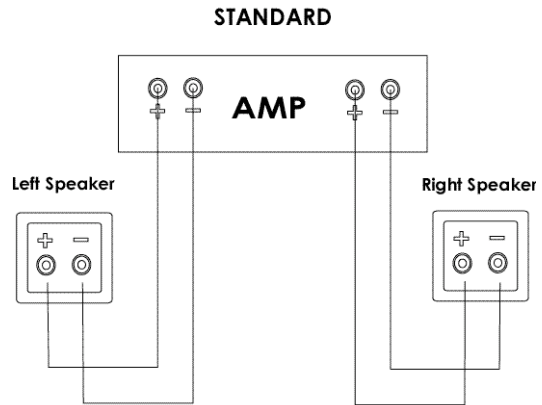 STANDARD
AMP
+ − + −
Left Speaker
Right Speaker
+ −
+ −